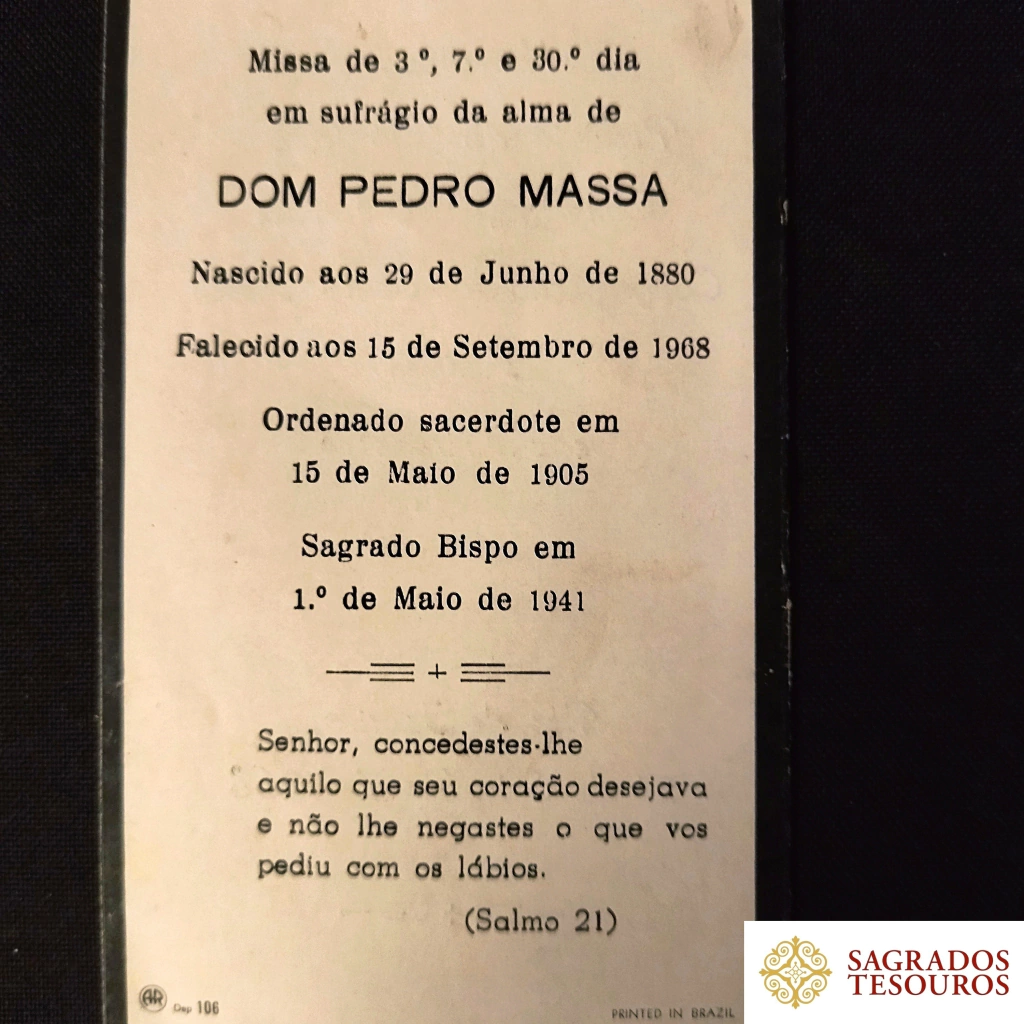 Missa de 3º, 7.º e 30.º dia
em sufrágio da alma de
DOM PEDRO MASSA
Nascido aos 29 de Junho de 1880
Falecido aos 15 de Setembro de 1968
Ordenado sacerdote em
15 de Maio de 1905
Sagrado Bispo em
1.º de Maio de 1941
Senhor, concedestes-lhe
aquilo que seu coração desejava
e não lhe negastes o que vos
pediu com os lábios.
(Salmo 21)
AR Dep 106
PRINTED IN BRAZIL
SAGRADOS
TESOUROS